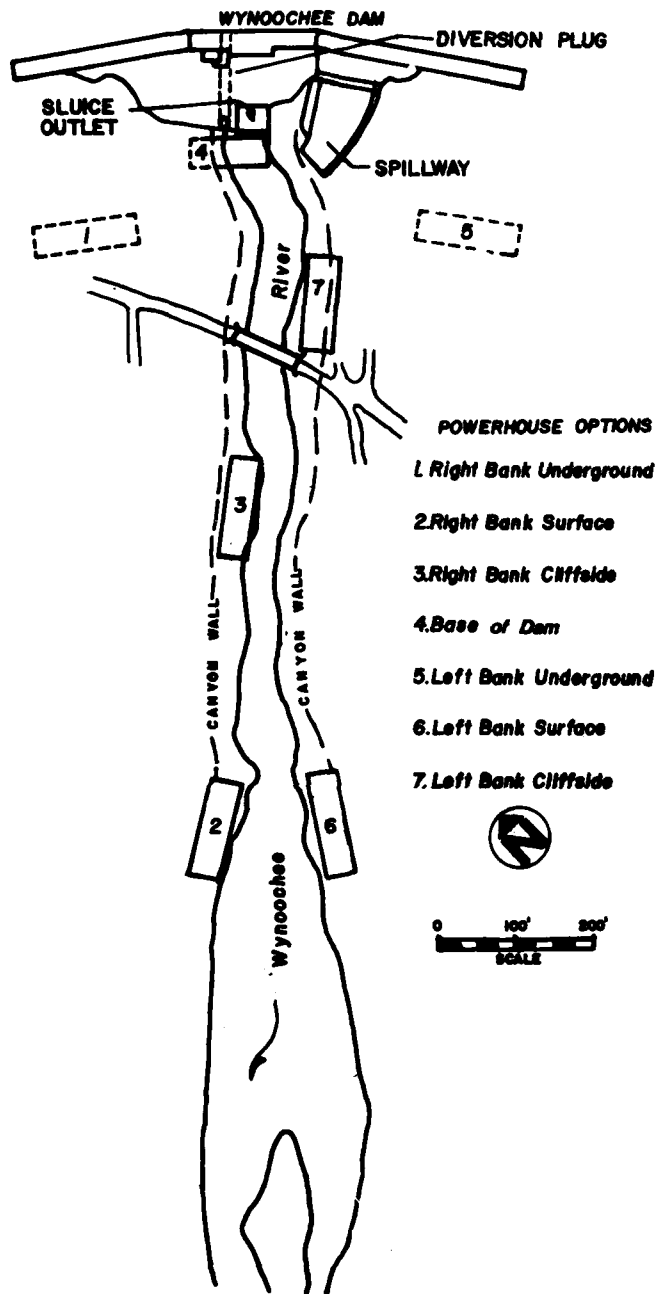 WYNOOCHEE DAM
DIVERSION PLUG
SLUICE
OUTLET
4
SPILLWAY
1
5
River
7
POWERHOUSE OPTIONS
1. Right Bank Underground
2.Right Bank Surface
3
3.Right Bank Cliffside
CANYON WALL
CANYON WALL
4.Base of Dam
5.Left Bank Underground
6.Left Bank Surface
7.Left Bank Cliffside
2
6
N
Wynoochee
0 100' 200'
SCALE